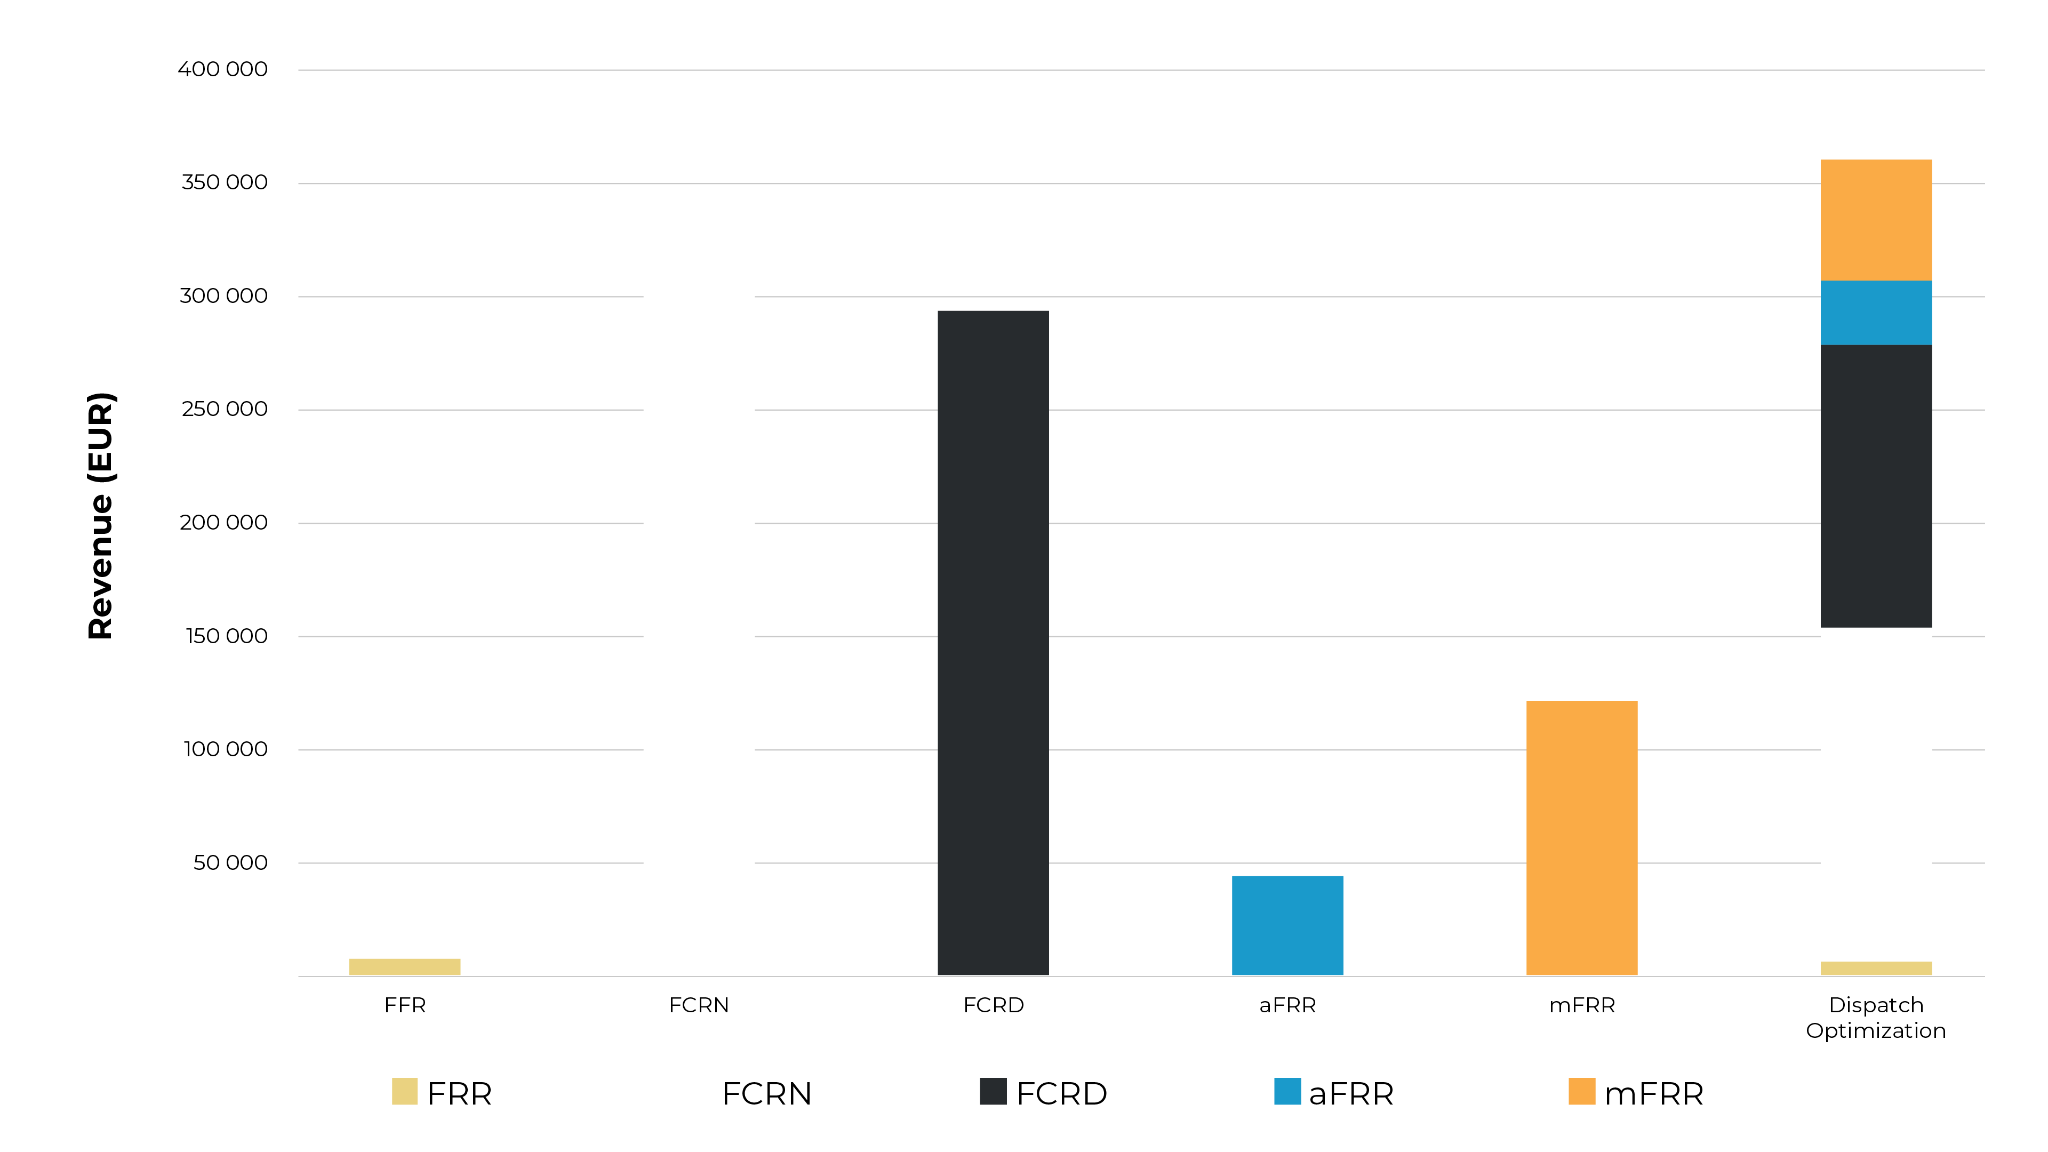 400 000
350 000
300 000
250 000
200 000
150 000
100 000
50 000
Revenue (EUR)
FFR
FCRN
FCRD
aFRR
mFRR
Dispatch
Optimization
FRR
FCRN
FCRD
aFRR
mFRR